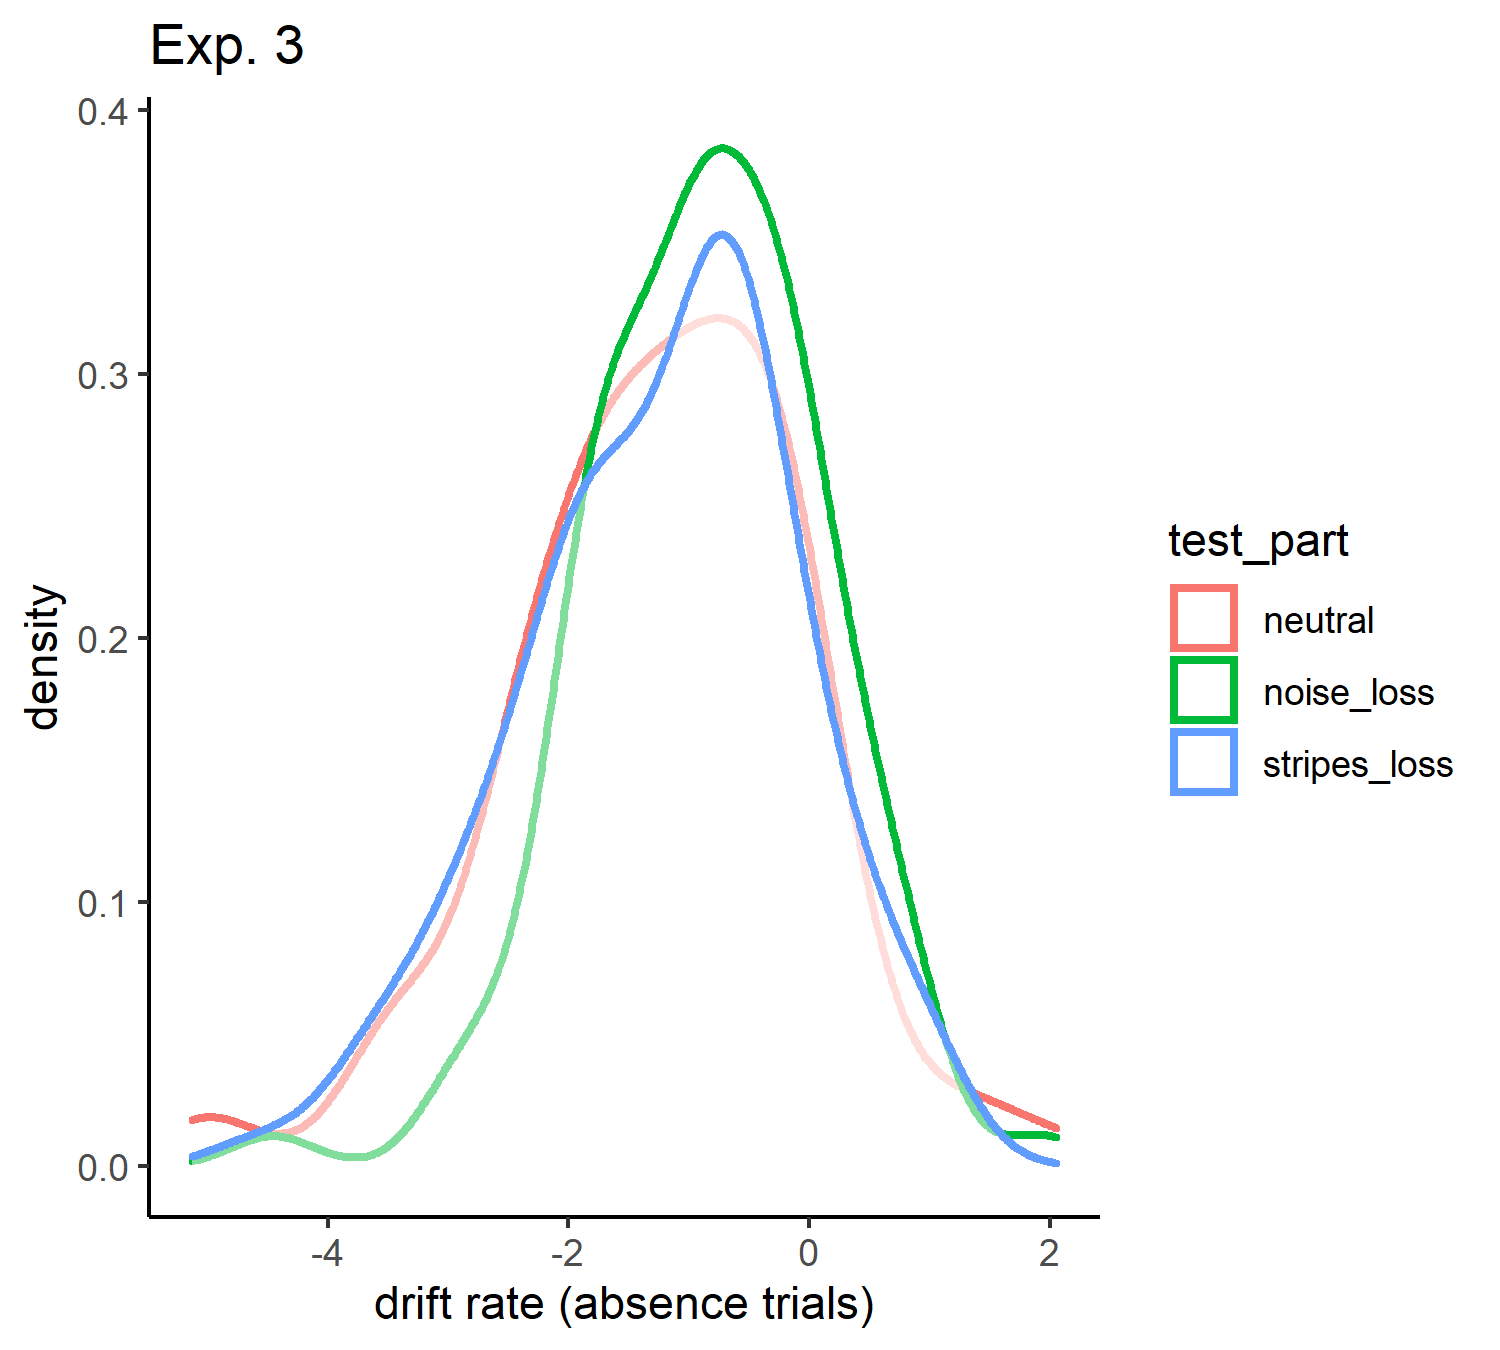 Exp. 3
0.4
0.3
0.2
0.1
0.0
density
-4 -2 0 2
drift rate (absence trials)
test_part
neutral
noise_loss
stripes_loss